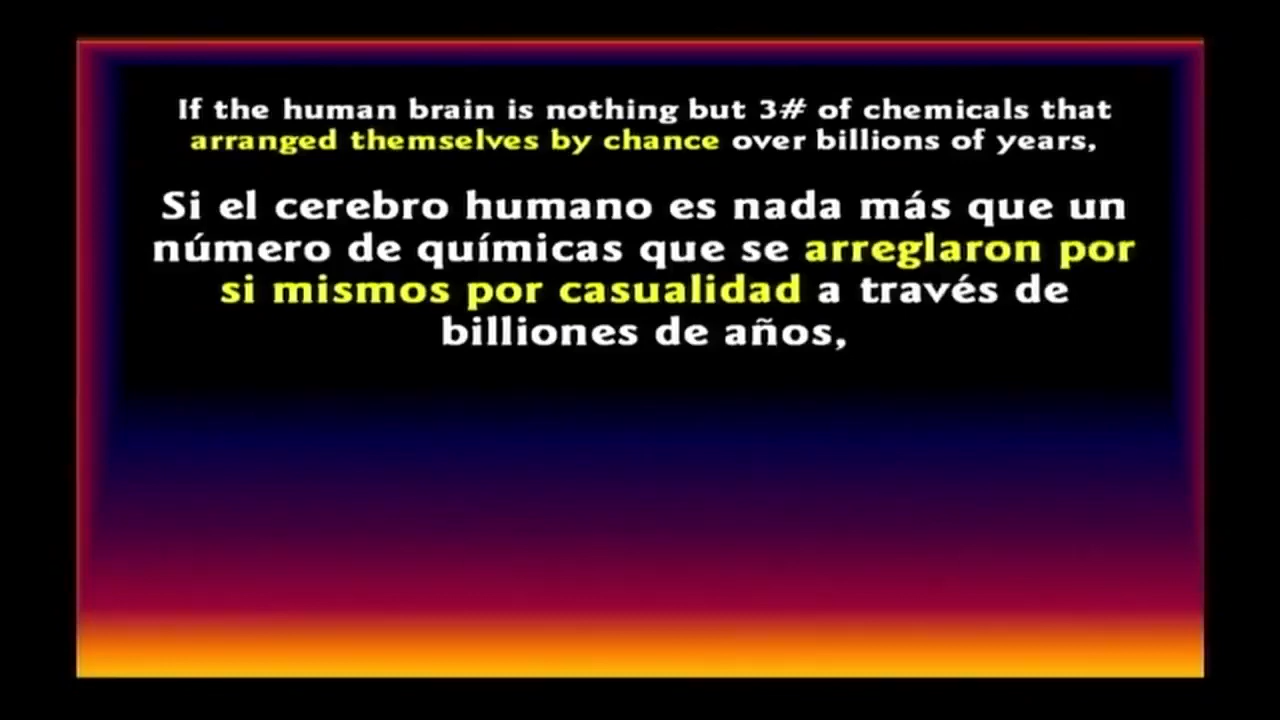 If the human brain is nothing but 3# of chemicals that
arranged themselves by chance over billions of years,
Si el cerebro humano es nada más que un
número de químicas que se arreglaron por
si mismos por casualidad a través de
billiones de años,